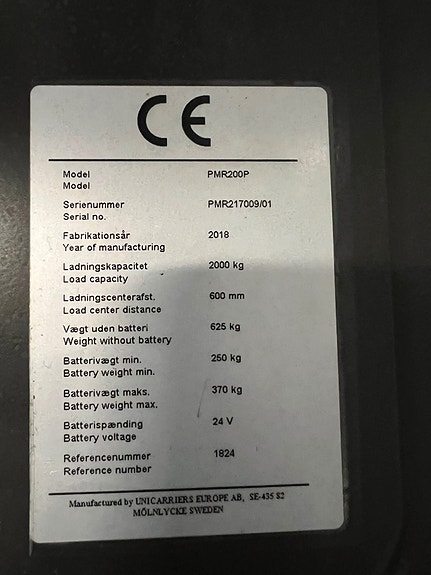 CE
Model PMR200P
Model
Serienummer PMR217009/01
Serial no.
Fabrikationsår 2018
Year of manufacturing
Ladningskapacitet 2000 kg
Load capacity
Ladningscenterafst. 600 mm
Load center distance
Vægt uden batteri 625 kg
Weight without battery
Batterivægt min. 250 kg
Battery weight min.
Batterivægt maks. 370 kg
Battery weight max.
Batterispænding 24 V
Battery voltage
Referencenummer 1824
Reference number
Manufactured by UNICARRIERS EUROPE AB, SE-435 82
MÖLNLYCKE SWEDEN